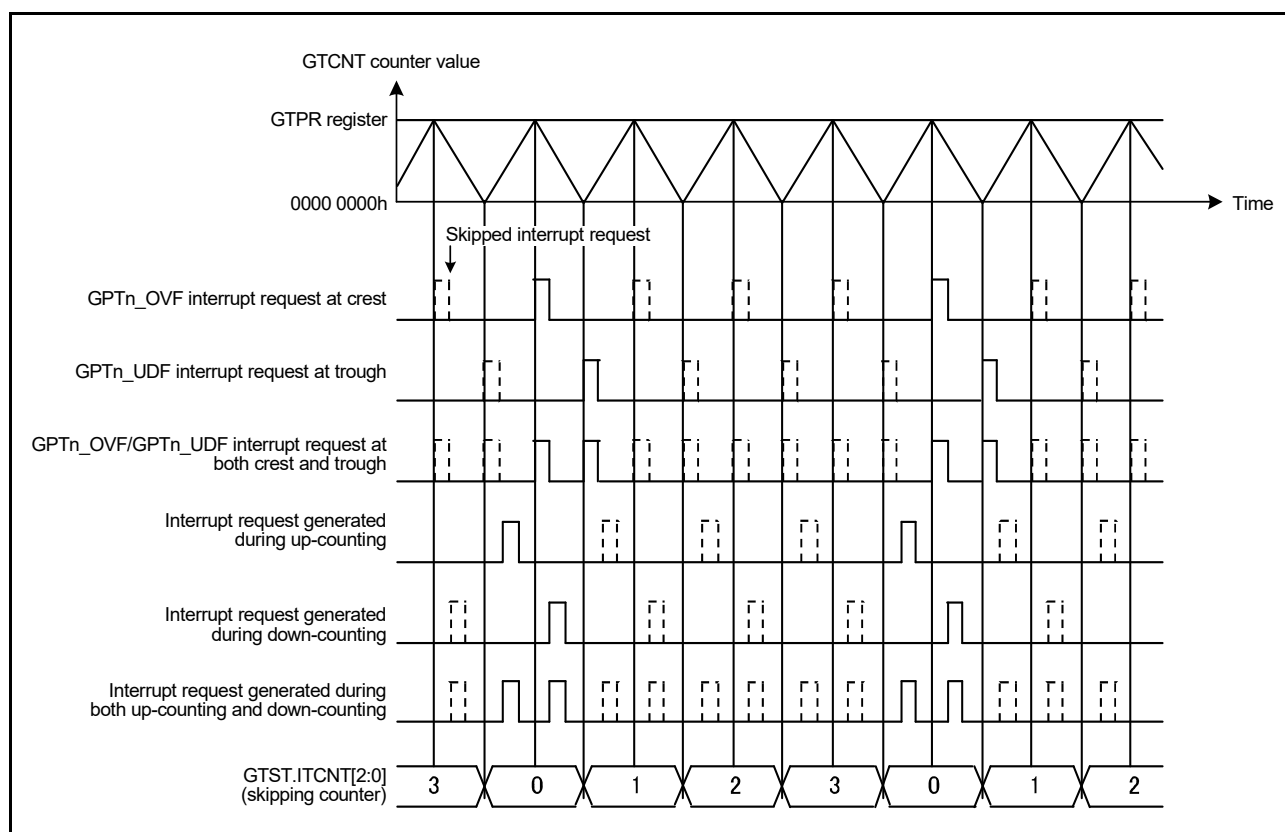 GTCNT counter value
GTPR register
0000 0000h
Time
Skipped interrupt request
GPTn_OVF interrupt request at crest
GPTn_UDF interrupt request at trough
GPTn_OVF/GPTn_UDF interrupt request at
both crest and trough
Interrupt request generated
during up-counting
Interrupt request generated
during down-counting
Interrupt request generated during
both up-counting and down-counting
GTST.ITCNT[2:0]
(skipping counter)
3 0 1 2 3 0 1 2